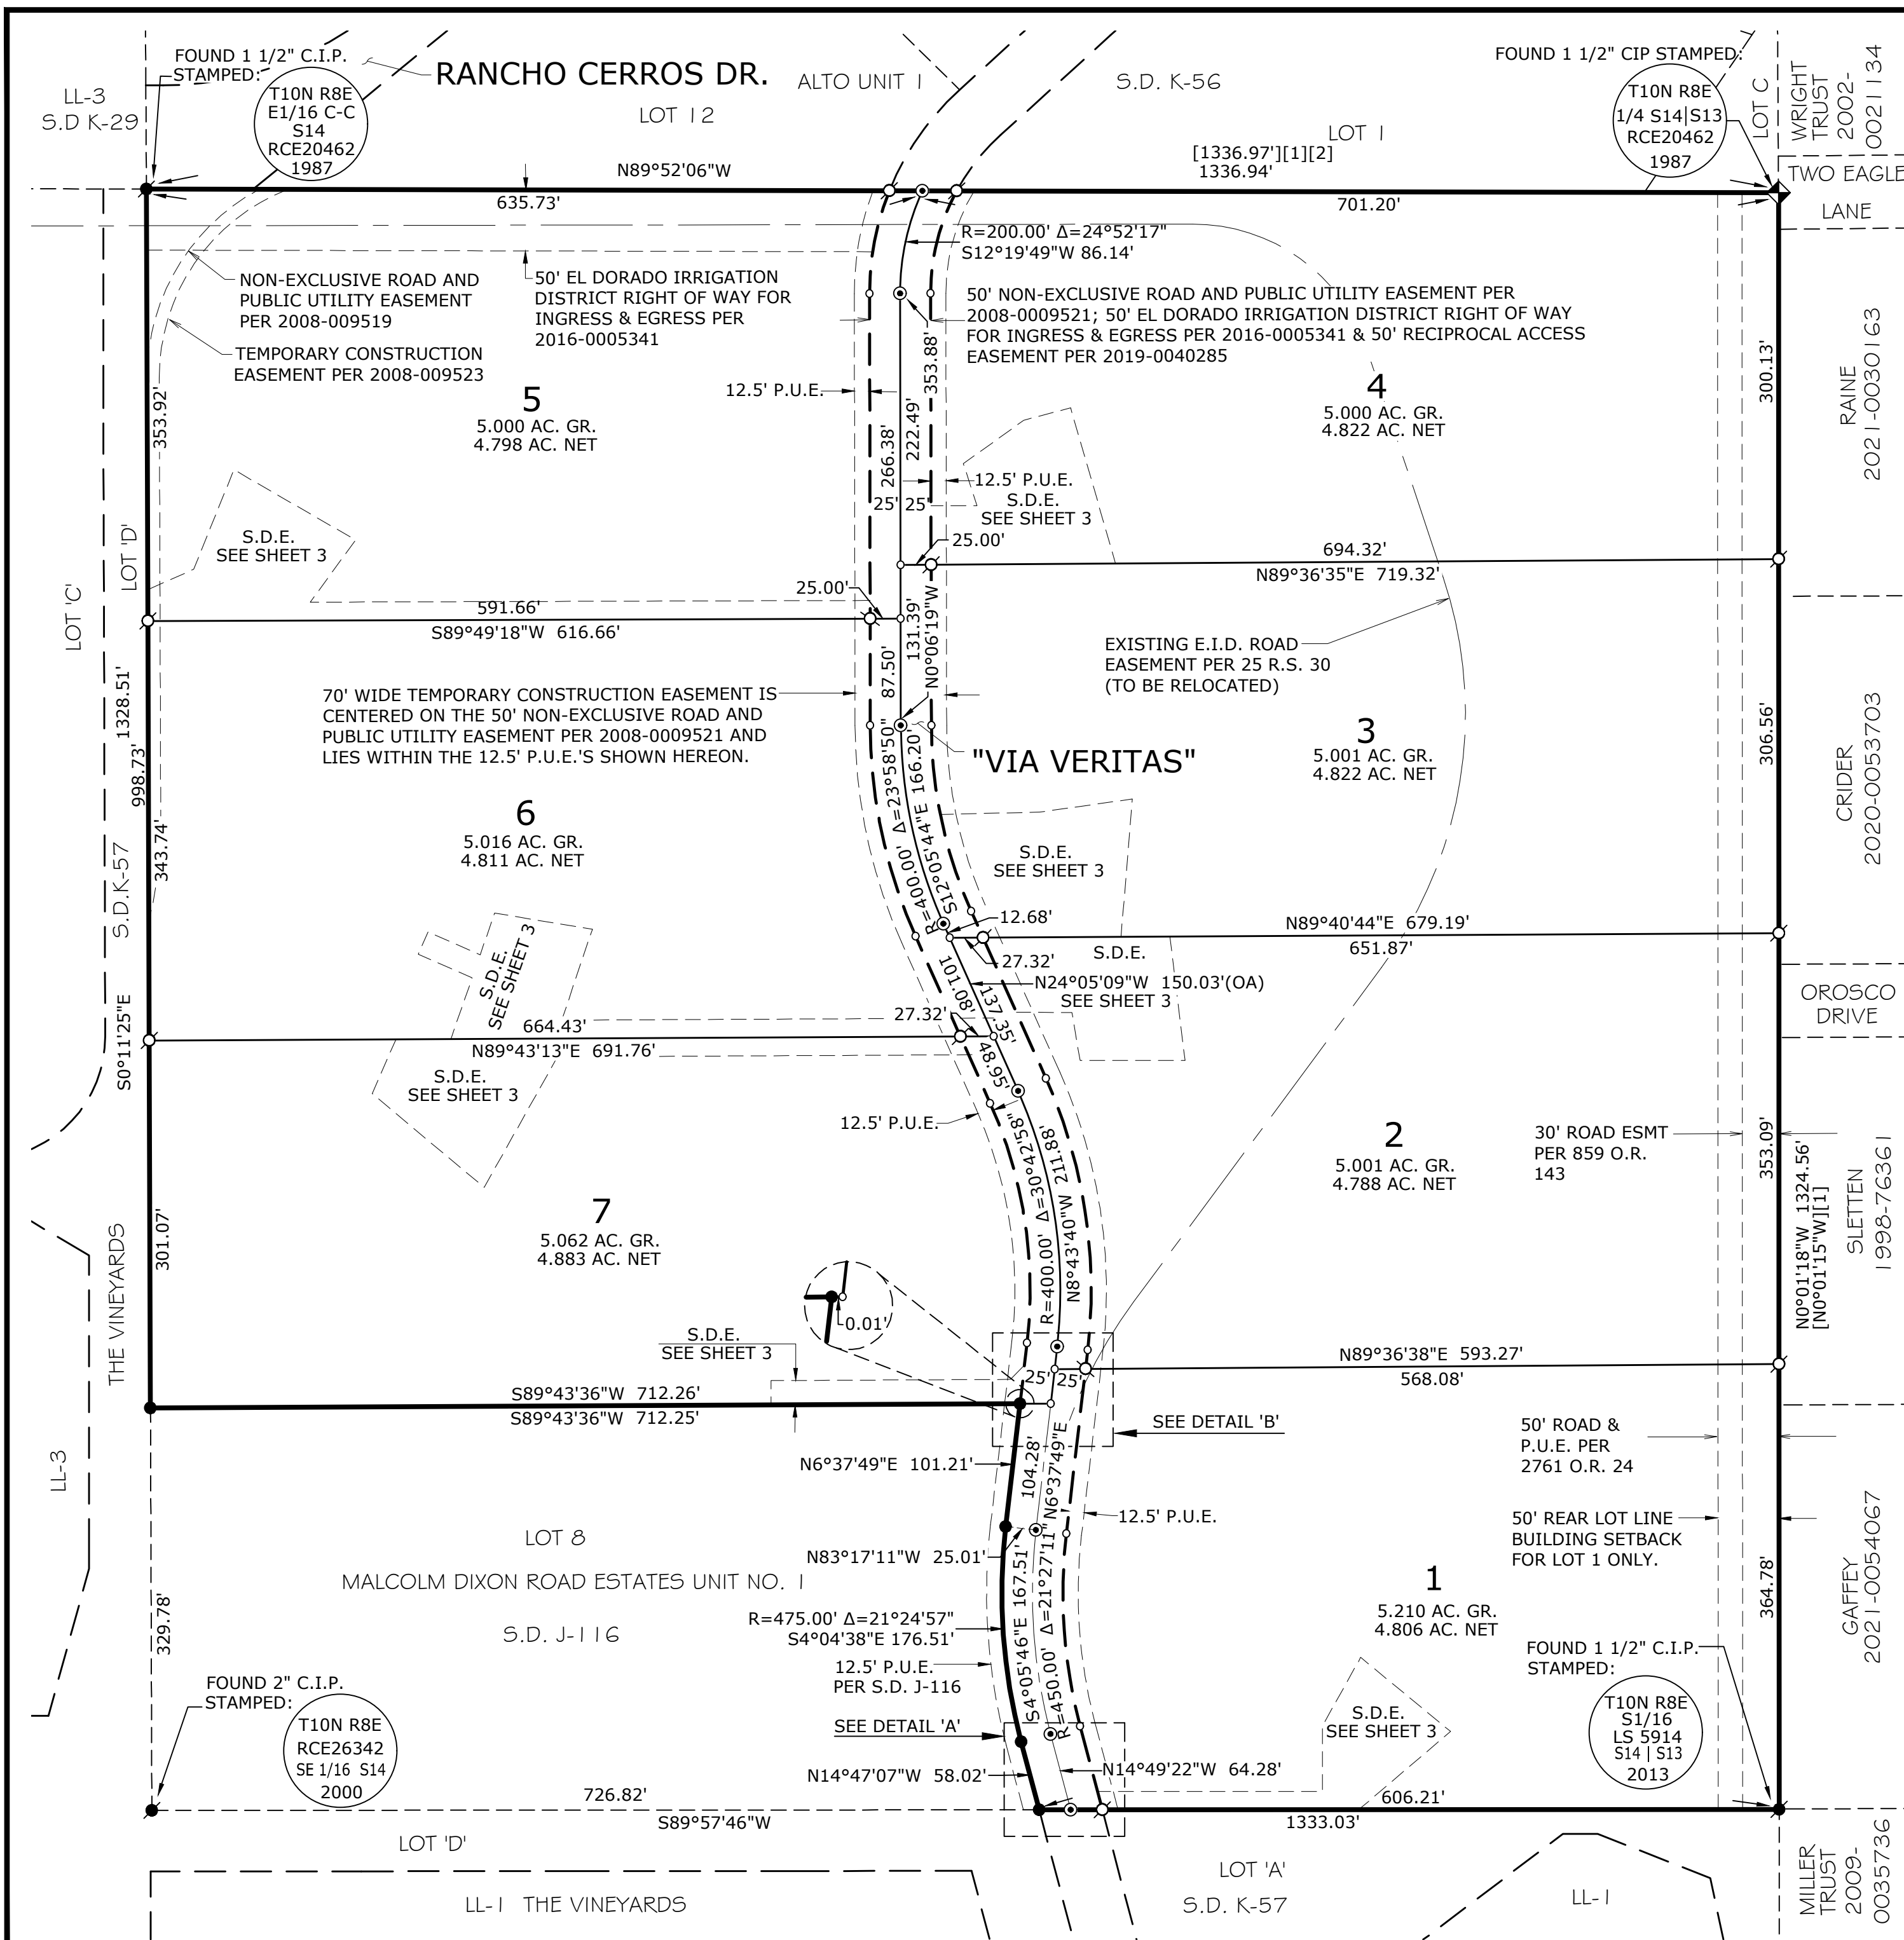 FOUND 1 1/2" C.I.P.
STAMPED:
T10N R8E
E1/16 C-C
S14
RCE20462
1987
LL-3
S.D K-29
RANCHO CERROS DR.
LOT 12
ALTO UNIT 1
S.D. K-56
LOT 1
FOUND 1 1/2" CIP STAMPED:
T10N R8E
1/4 S14|S13
RCE20462
1987
LOT C
WRIGHT
TRUST
2002-
0021134
TWO EAGLE
LANE
N89°52'06"W
[1336.97'][1][2]
1336.94'
635.73'
701.20'
R=200.00' Δ=24°52'17"
S12°19'49"W 86.14'
NON-EXCLUSIVE ROAD AND
PUBLIC UTILITY EASEMENT
PER 2008-009519
TEMPORARY CONSTRUCTION
EASEMENT PER 2008-009523
50' EL DORADO IRRIGATION
DISTRICT RIGHT OF WAY FOR
INGRESS & EGRESS PER
2016-0005341
50' NON-EXCLUSIVE ROAD AND PUBLIC UTILITY EASEMENT PER
2008-0009521; 50' EL DORADO IRRIGATION DISTRICT RIGHT OF WAY
FOR INGRESS & EGRESS PER 2016-0005341 & 50' RECIPROCAL ACCESS
EASEMENT PER 2019-0040285
353.92'
5
5.000 AC. GR.
4.798 AC. NET
12.5' P.U.E.
353.88'
266.38'
222.49'
25' 25'
4
5.000 AC. GR.
4.822 AC. NET
300.13'
RAINE
2021-0030163
12.5' P.U.E.
S.D.E.
SEE SHEET 3
S.D.E.
SEE SHEET 3
LOT 'D'
LOT 'C'
25.00'
694.32'
N89°36'35"E 719.32'
25.00'
591.66'
S89°49'18"W 616.66'
131.39'
87.50'
N0°06'19"W
EXISTING E.I.D. ROAD
EASEMENT PER 25 R.S. 30
(TO BE RELOCATED)
1328.51'
998.73'
70' WIDE TEMPORARY CONSTRUCTION EASEMENT IS
CENTERED ON THE 50' NON-EXCLUSIVE ROAD AND
PUBLIC UTILITY EASEMENT PER 2008-0009521 AND
LIES WITHIN THE 12.5' P.U.E.'S SHOWN HEREON.
"VIA VERITAS"
3
5.001 AC. GR.
4.822 AC. NET
306.56'
CRIDER
2020-0053703
R=400.00' Δ=23°58'50"
S12°05'44"E 166.20'
6
5.016 AC. GR.
4.811 AC. NET
343.74'
S.D.K-57
S.D.E.
SEE SHEET 3
12.68'
N89°40'44"E 679.19'
651.87'
27.32'
S.D.E.
SEE SHEET 3
N24°05'09"W 150.03'(OA)
S.D.E.
SEE SHEET 3
101.08'
137.35'
27.32'
664.43'
N89°43'13"E 691.76'
S0°11'25"E
48.95'
S.D.E.
SEE SHEET 3
OROSCO
DRIVE
12.5' P.U.E.
R=400.00' Δ=30°42'58"
N8°43'40"W 211.88'
2
5.001 AC. GR.
4.788 AC. NET
30' ROAD ESMT
PER 859 O.R.
143
353.09'
N0°01'18"W 1324.56'
[N0°01'15"W][1]
SLETTEN
1998-76361
7
5.062 AC. GR.
4.883 AC. NET
301.07'
THE VINEYARDS
0.01'
S.D.E.
SEE SHEET 3
N89°36'38"E 593.27'
568.08'
25' 25'
S89°43'36"W 712.26'
S89°43'36"W 712.25'
SEE DETAIL 'B'
50' ROAD &
P.U.E. PER
2761 O.R. 24
LL-3
N6°37'49"E 101.21'
104.28'
N6°37'49"E
12.5' P.U.E.
50' REAR LOT LINE
BUILDING SETBACK
FOR LOT 1 ONLY.
LOT 8
MALCOLM DIXON ROAD ESTATES UNIT NO. 1
S.D. J-116
N83°17'11"W 25.01'
S4°05'46"E 167.51'
R=450.00' Δ=21°27'11"
1
5.210 AC. GR.
4.806 AC. NET
364.78'
GAFFEY
2021-0054067
R=475.00' Δ=21°24'57"
S4°04'38"E 176.51'
12.5' P.U.E.
PER S.D. J-116
329.78'
FOUND 2" C.I.P.
STAMPED:
T10N R8E
RCE26342
SE 1/16 S14
2000
SEE DETAIL 'A'
S.D.E.
SEE SHEET 3
FOUND 1 1/2" C.I.P.
STAMPED:
T10N R8E
S1/16
LS 5914
S14 | S13
2013
N14°47'07"W 58.02'
N14°49'22"W 64.28'
726.82'
S89°57'46"W
606.21'
1333.03'
LOT 'D'
LL-1 THE VINEYARDS
LOT 'A'
S.D. K-57
LL-1
MILLER
TRUST
2009-
0035736